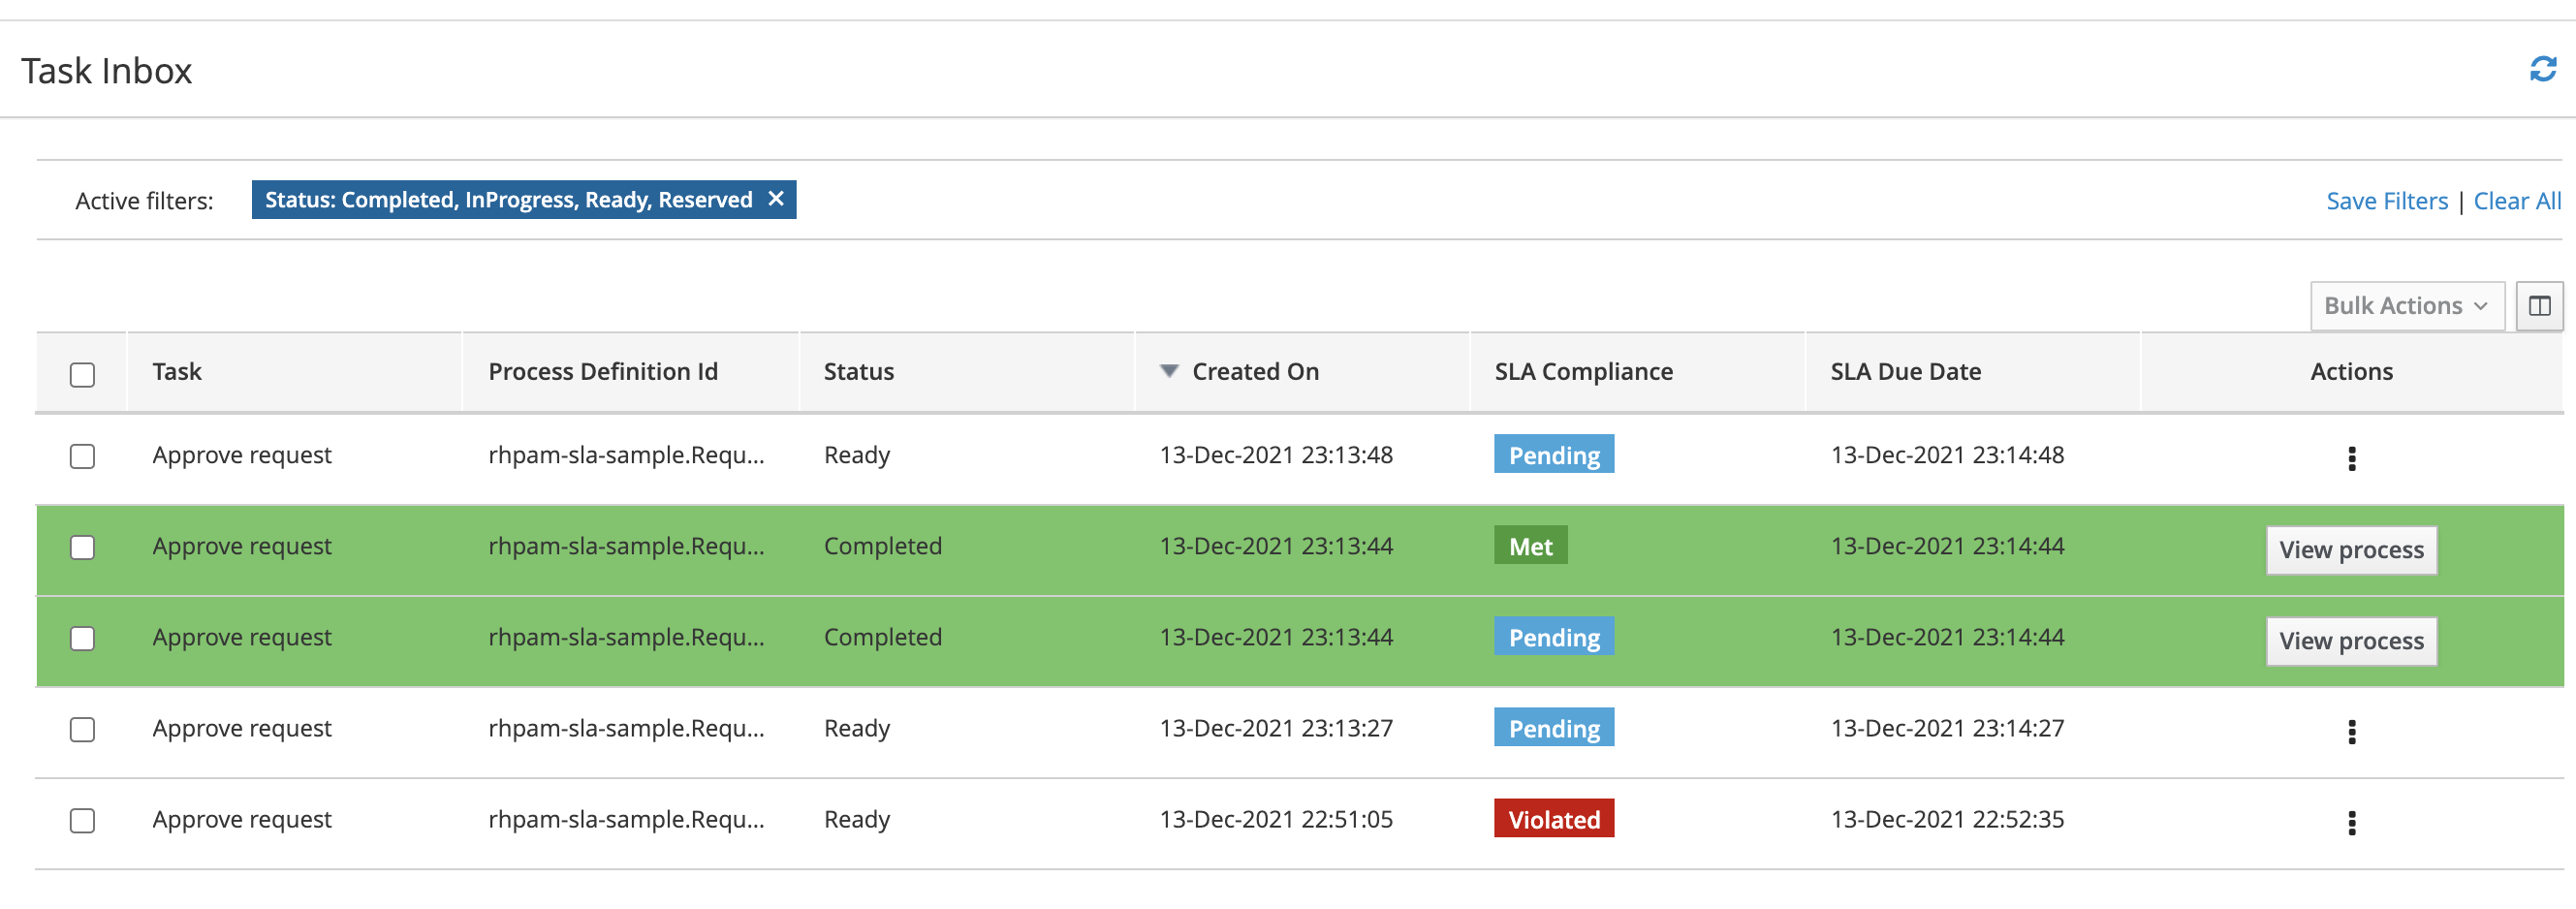 Task Inbox
Active filters: Status: Completed, InProgress, Ready, Reserved × Save Filters | Clear All
Bulk Actions
Task Process Definition Id Status Created On SLA Compliance SLA Due Date Actions
Approve request rhpam-sla-sample.Requ... Ready 13-Dec-2021 23:13:48 Pending 13-Dec-2021 23:14:48
Approve request rhpam-sla-sample.Requ... Completed 13-Dec-2021 23:13:44 Met 13-Dec-2021 23:14:44 View process
Approve request rhpam-sla-sample.Requ... Completed 13-Dec-2021 23:13:44 Pending 13-Dec-2021 23:14:44 View process
Approve request rhpam-sla-sample.Requ... Ready 13-Dec-2021 23:13:27 Pending 13-Dec-2021 23:14:27
Approve request rhpam-sla-sample.Requ... Ready 13-Dec-2021 22:51:05 Violated 13-Dec-2021 22:52:35